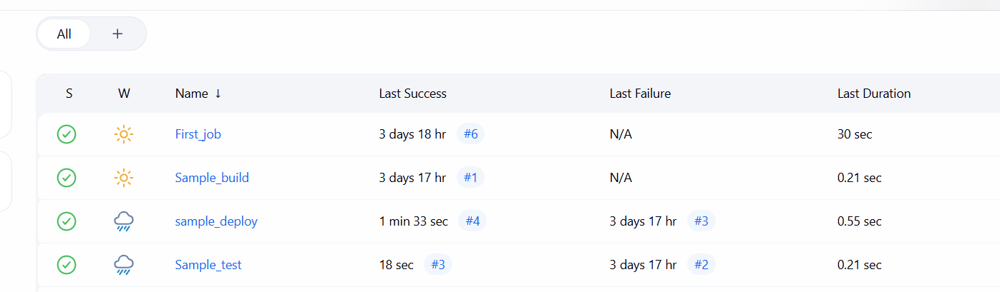 All +
S W Name ↓ Last Success Last Failure Last Duration
First_job 3 days 18 hr #6 N/A 30 sec
Sample_build 3 days 17 hr #1 N/A 0.21 sec
sample_deploy 1 min 33 sec #4 3 days 17 hr #3 0.55 sec
Sample_test 18 sec #3 3 days 17 hr #2 0.21 sec